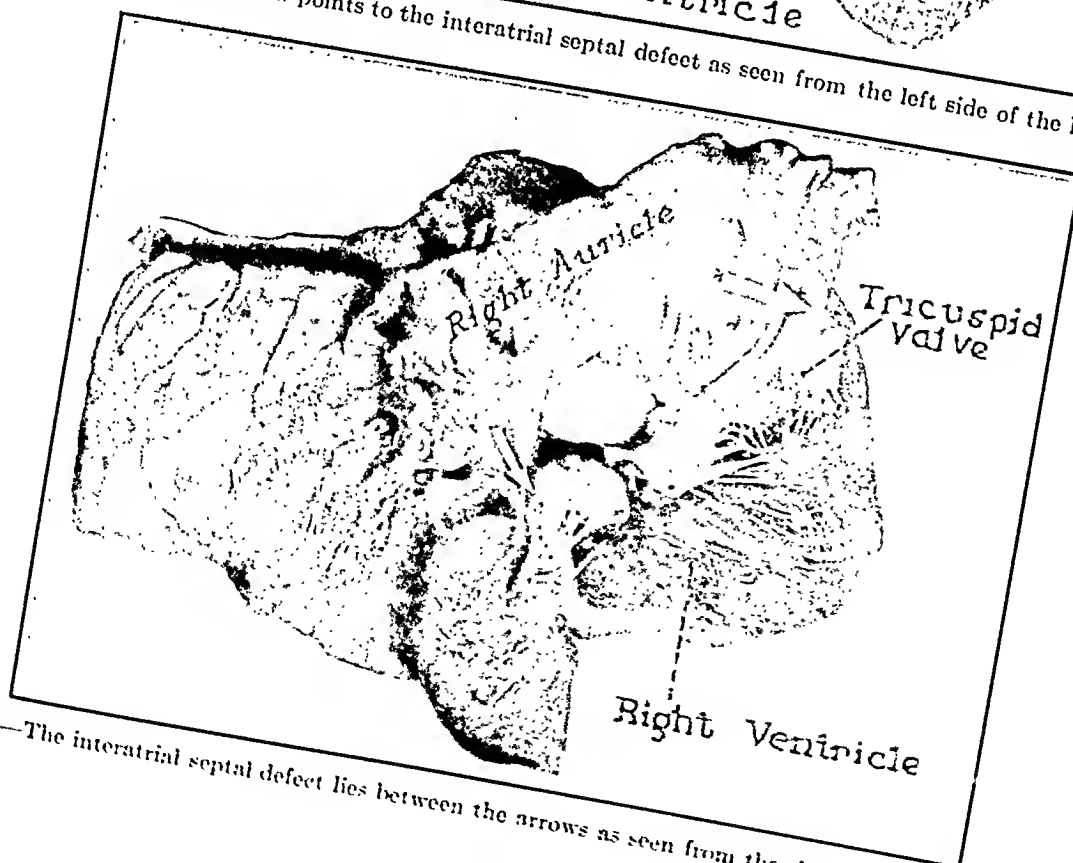 points to the interatrial septal defect as seen from the left side of the
Right Auricle
Tricuspid
Valve
Right Ventricle
—The interatrial septal defect lies between the arrows as seen from the